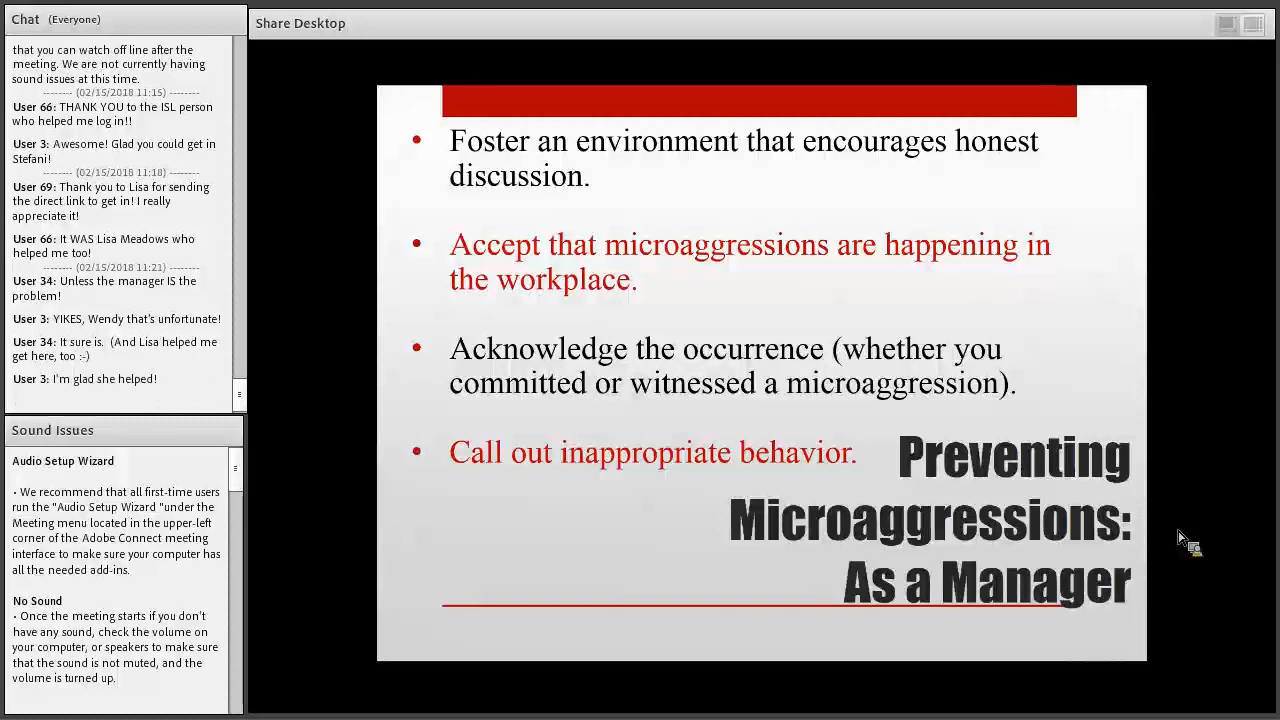 Chat (Everyone)
that you can watch off line after the
meeting. We are not currently having
sound issues at this time.
-------- (02/15/2018 11:15) --------
User 66: THANK YOU to the ISL person
who helped me log in!!
User 3: Awesome! Glad you could get in
Stefani!
-------- (02/15/2018 11:18) --------
User 69: Thank you to Lisa for sending
the direct link to get in! I really
appreciate it!
User 66: It WAS Lisa Meadows who
helped me too!
-------- (02/15/2018 11:21) --------
User 34: Unless the manager IS the
problem!
User 3: YIKES, Wendy that's unfortunate!
User 34: It sure is. (And Lisa helped me
get here, too :-)
User 3: I'm glad she helped!
Sound Issues
Audio Setup Wizard
• We recommend that all first-time users
run the "Audio Setup Wizard "under the
Meeting menu located in the upper-left
corner of the Adobe Connect meeting
interface to make sure your computer has
all the needed add-ins.
No Sound
• Once the meeting starts if you don't
have any sound, check the volume on
your computer, or speakers to make sure
that the sound is not muted, and the
volume is turned up.
Share Desktop
• Foster an environment that encourages honest
discussion.
• Accept that microaggressions are happening in
the workplace.
• Acknowledge the occurrence (whether you
committed or witnessed a microaggression).
• Call out inappropriate behavior.
Preventing
Microaggressions:
As a Manager